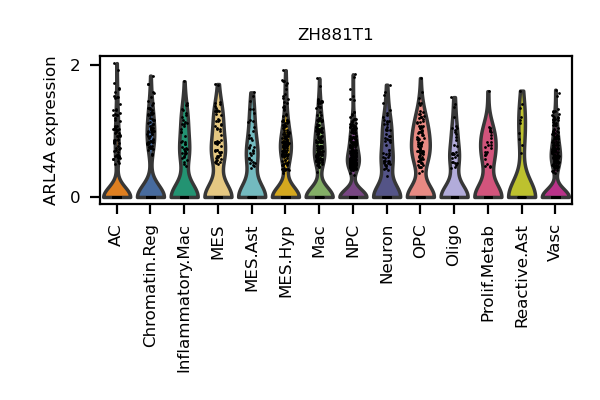 ZH881T1
ARL4A expression
2
0
AC
Chromatin.Reg
Inflammatory.Mac
MES
MES.Ast
MES.Hyp
Mac
NPC
Neuron
OPC
Oligo
Prolif.Metab
Reactive.Ast
Vasc